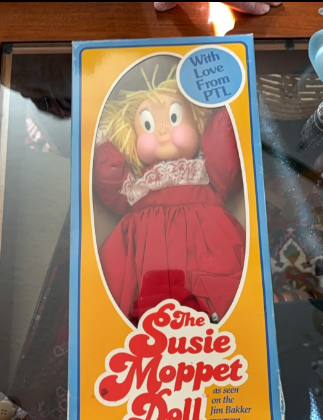 With
Love
From
PTL
The
Susie
Moppet
Doll
as seen
on the
Jim Bakker